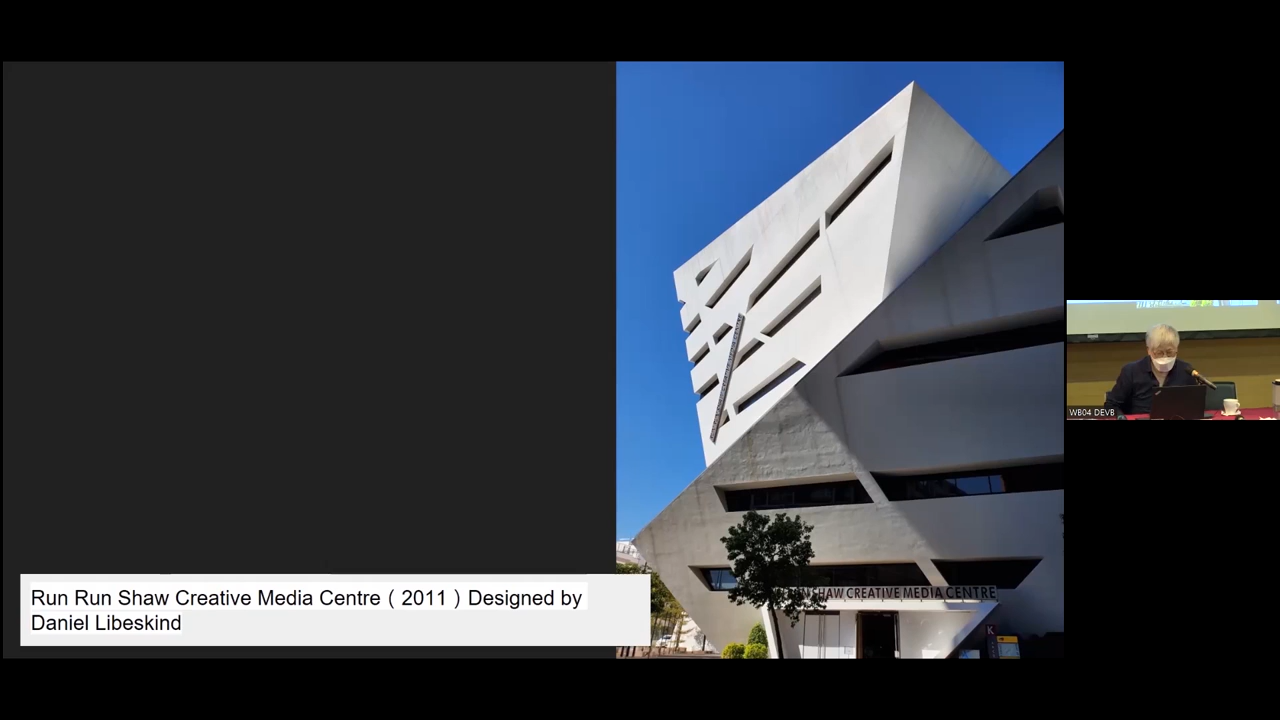 Run Run Shaw Creative Media Centre ( 2011 ) Designed by
Daniel Libeskind
SHAW CREATIVE MEDIA CENTRE
K
WB04 DEVB